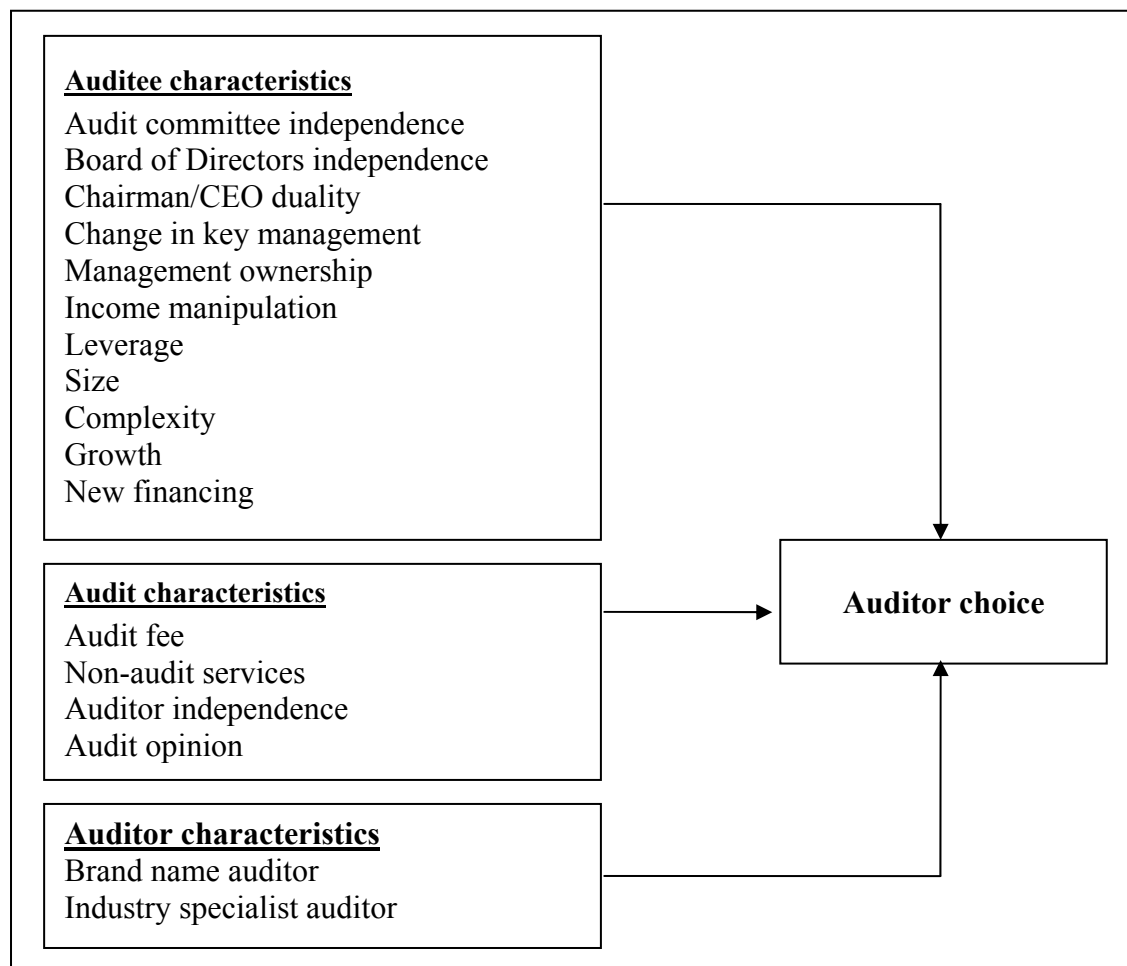 Auditee characteristics
Audit committee independence
Board of Directors independence
Chairman/CEO duality
Change in key management
Management ownership
Income manipulation
Leverage
Size
Complexity
Growth
New financing
Audit characteristics
Audit fee
Non-audit services
Auditor independence
Audit opinion
Auditor characteristics
Brand name auditor
Industry specialist auditor
Auditor choice